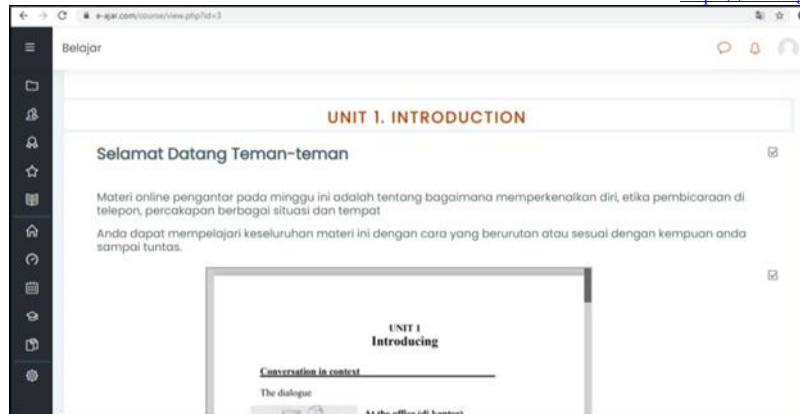 e-ajar.com/course/view.php?id=3
Belajar
UNIT 1. INTRODUCTION
Selamat Datang Teman-teman
Materi online pengantar pada minggu ini adalah tentang bagaimana memperkenalkan diri, etika pembicaraan di
telepon, percakapan berbagai situasi dan tempat
Anda dapat mempelajari keseluruhan materi ini dengan cara yang berurutan atau sesuai dengan kempuan anda
sampai tuntas.
UNIT 1
Introducing
Conversation in context
The dialogue
At the office (di kantor)